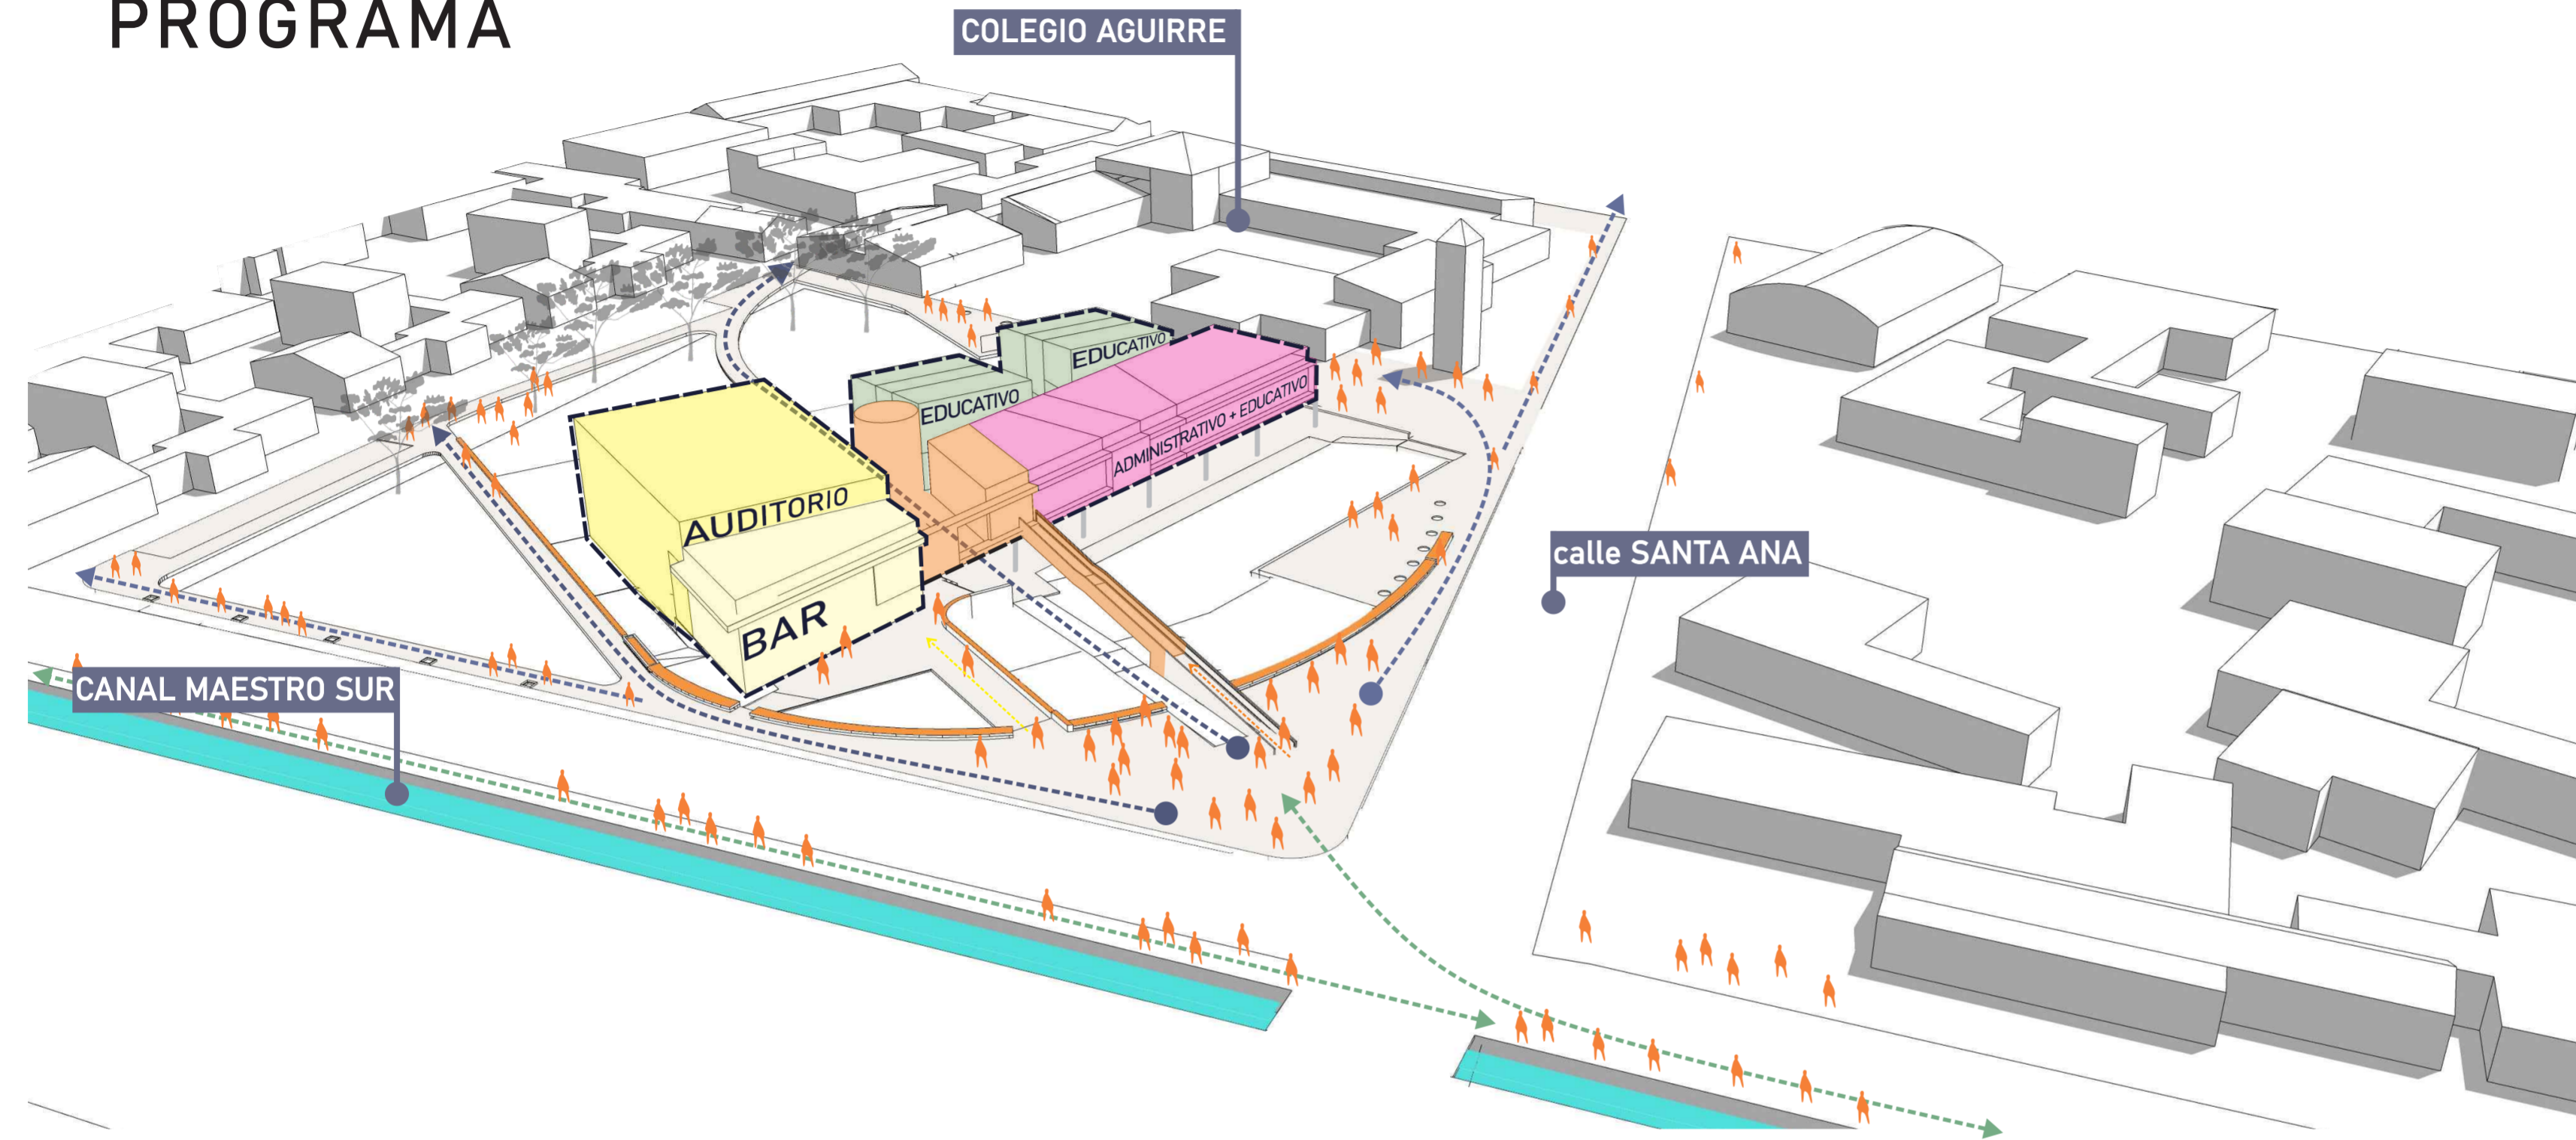 PROGRAMA
COLEGIO AGUIRRE
EDUCATIVO
EDUCATIVO
ADMINISTRATIVO + EDUCATIVO
AUDITORIO
BAR
calle SANTA ANA
CANAL MAESTRO SUR